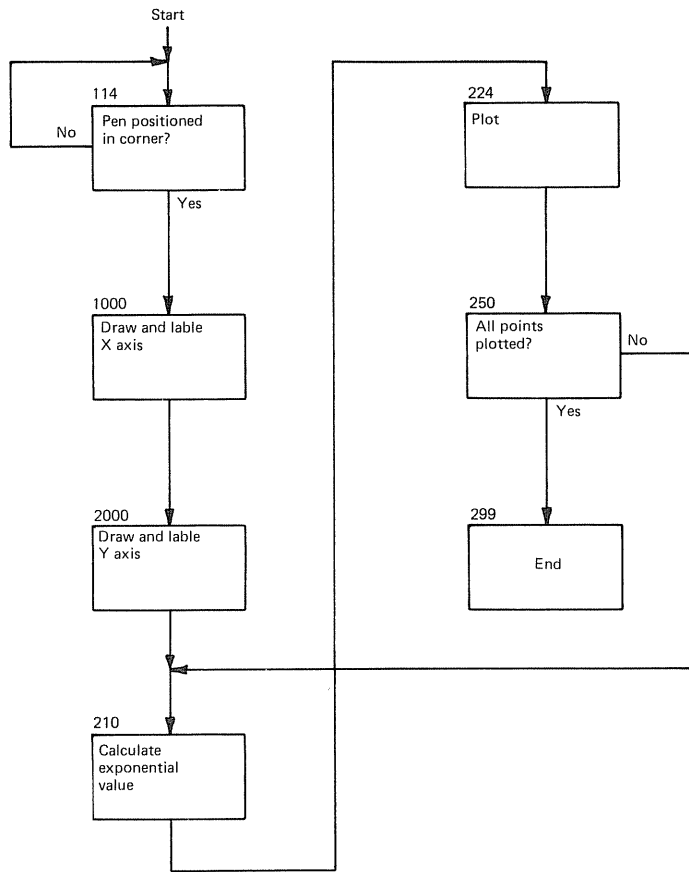 Start
114
Pen positioned
in corner?
No
Yes
1000
Draw and lable
X axis
2000
Draw and lable
Y axis
210
Calculate
exponential
value
224
Plot
250
All points
plotted?
No
Yes
299
End